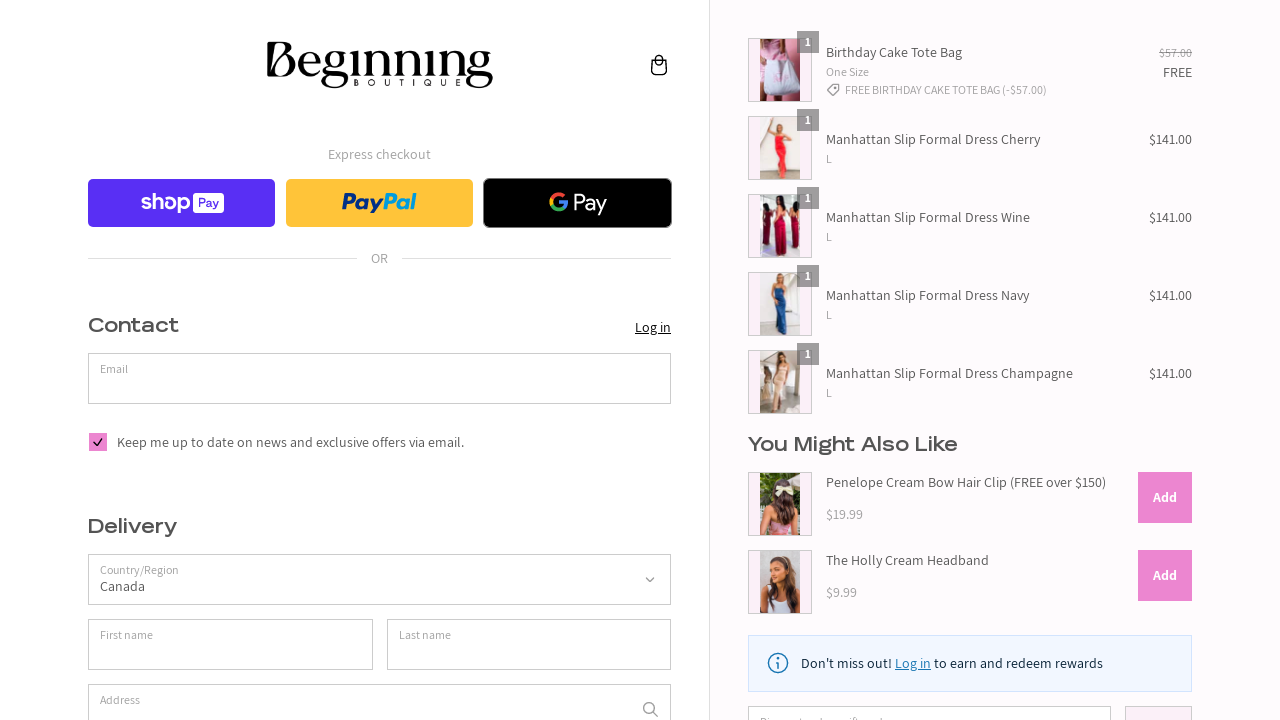 Beginning
BOUTIQUE
Express checkout
shop Pay
PayPal
G Pay
OR
Contact
Log in
Email
Keep me up to date on news and exclusive offers via email.
Delivery
Country/Region
Canada
First name
Last name
Address
1
Birthday Cake Tote Bag
$57.00
One Size
FREE
FREE BIRTHDAY CAKE TOTE BAG (-$57.00)
1
Manhattan Slip Formal Dress Cherry
$141.00
L
1
Manhattan Slip Formal Dress Wine
$141.00
L
1
Manhattan Slip Formal Dress Navy
$141.00
L
1
Manhattan Slip Formal Dress Champagne
$141.00
L
You Might Also Like
Penelope Cream Bow Hair Clip (FREE over $150)
$19.99
Add
The Holly Cream Headband
$9.99
Add
Don't miss out! Log in to earn and redeem rewards